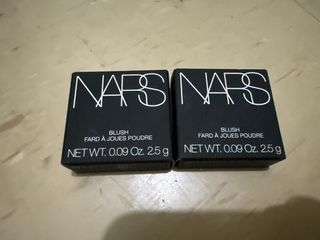 NARS
BLUSH
FARD À JOUES POUDRE
NET WT. 0.09 Oz. 2.5 g
NARS
BLUSH
FARD À JOUES POUDRE
NET WT. 0.09 Oz. 2.5 g